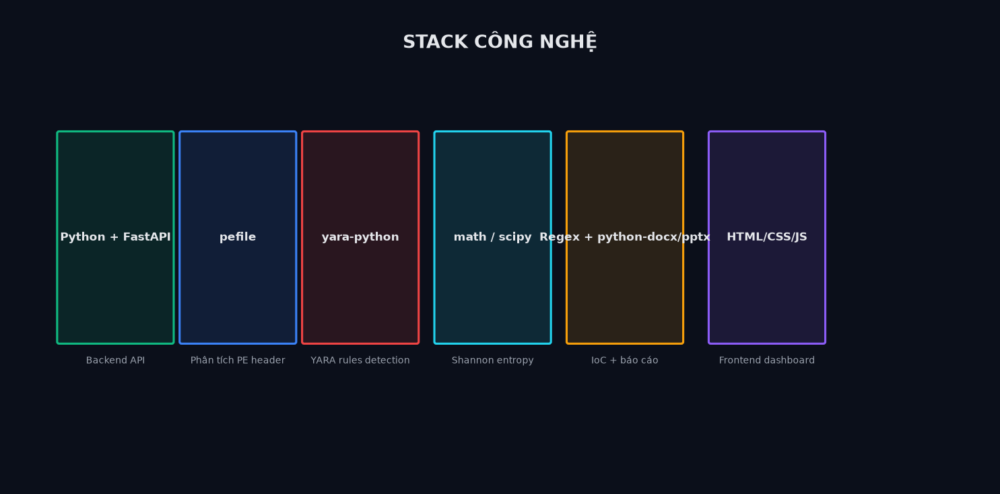 STACK CÔNG NGHỆ
Python + FastAPI
pefile
yara-python
math / scipy
Regex + python-docx/pptx
HTML/CSS/JS
Backend API
Phân tích PE header
YARA rules detection
Shannon entropy
IoC + báo cáo
Frontend dashboard